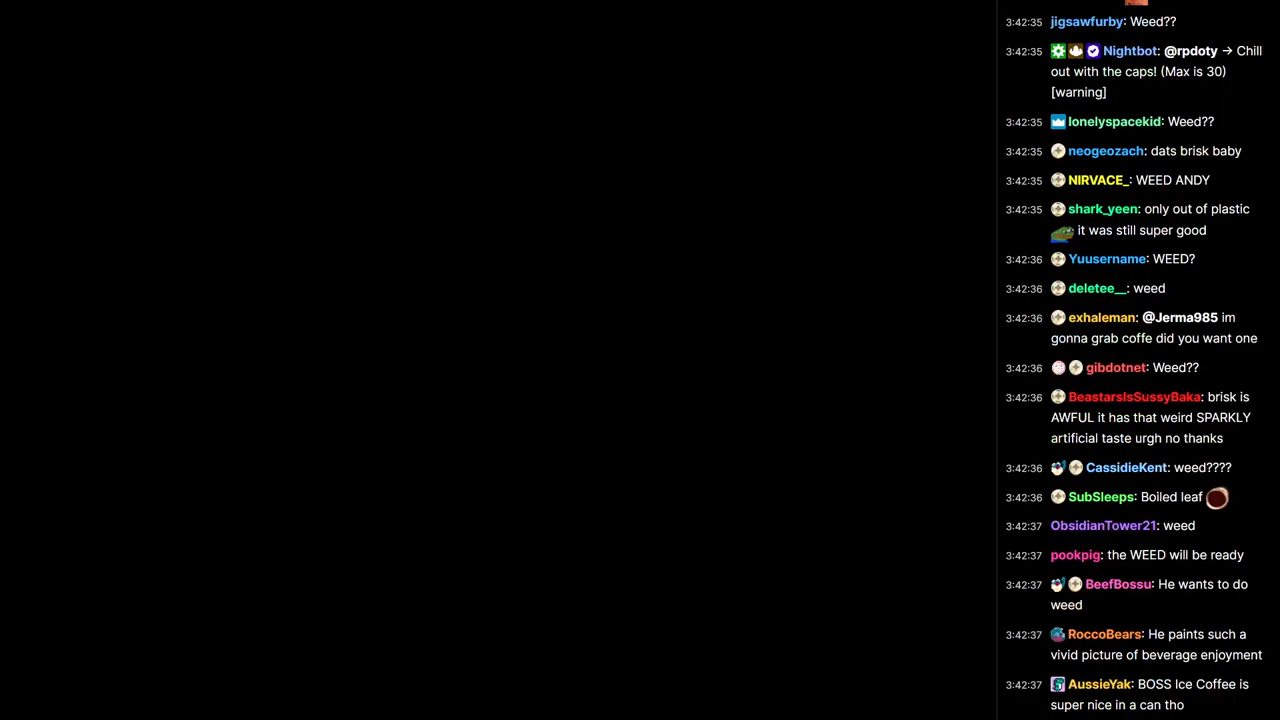 3:42:35 jigsawfurby: Weed??
3:42:35 Nightbot: @rpdoty → Chill
out with the caps! (Max is 30)
[warning]
3:42:35 lonelyspacekid: Weed??
3:42:35 neogeozach: dats brisk baby
3:42:35 NIRVACE_: WEED ANDY
3:42:35 shark_yeen: only out of plastic
it was still super good
3:42:36 Yuusername: WEED?
3:42:36 deletee__: weed
3:42:36 exhaleman: @Jerma985 im
gonna grab coffe did you want one
3:42:36 gibdotnet: Weed??
3:42:36 BeastarsIsSussyBaka: brisk is
AWFUL it has that weird SPARKLY
artificial taste urgh no thanks
3:42:36 CassidieKent: weed????
3:42:36 SubSleeps: Boiled leaf
3:42:37 ObsidianTower21: weed
3:42:37 pookpig: the WEED will be ready
3:42:37 BeefBossu: He wants to do
weed
3:42:37 RoccoBears: He paints such a
vivid picture of beverage enjoyment
3:42:37 AussieYak: BOSS Ice Coffee is
super nice in a can tho